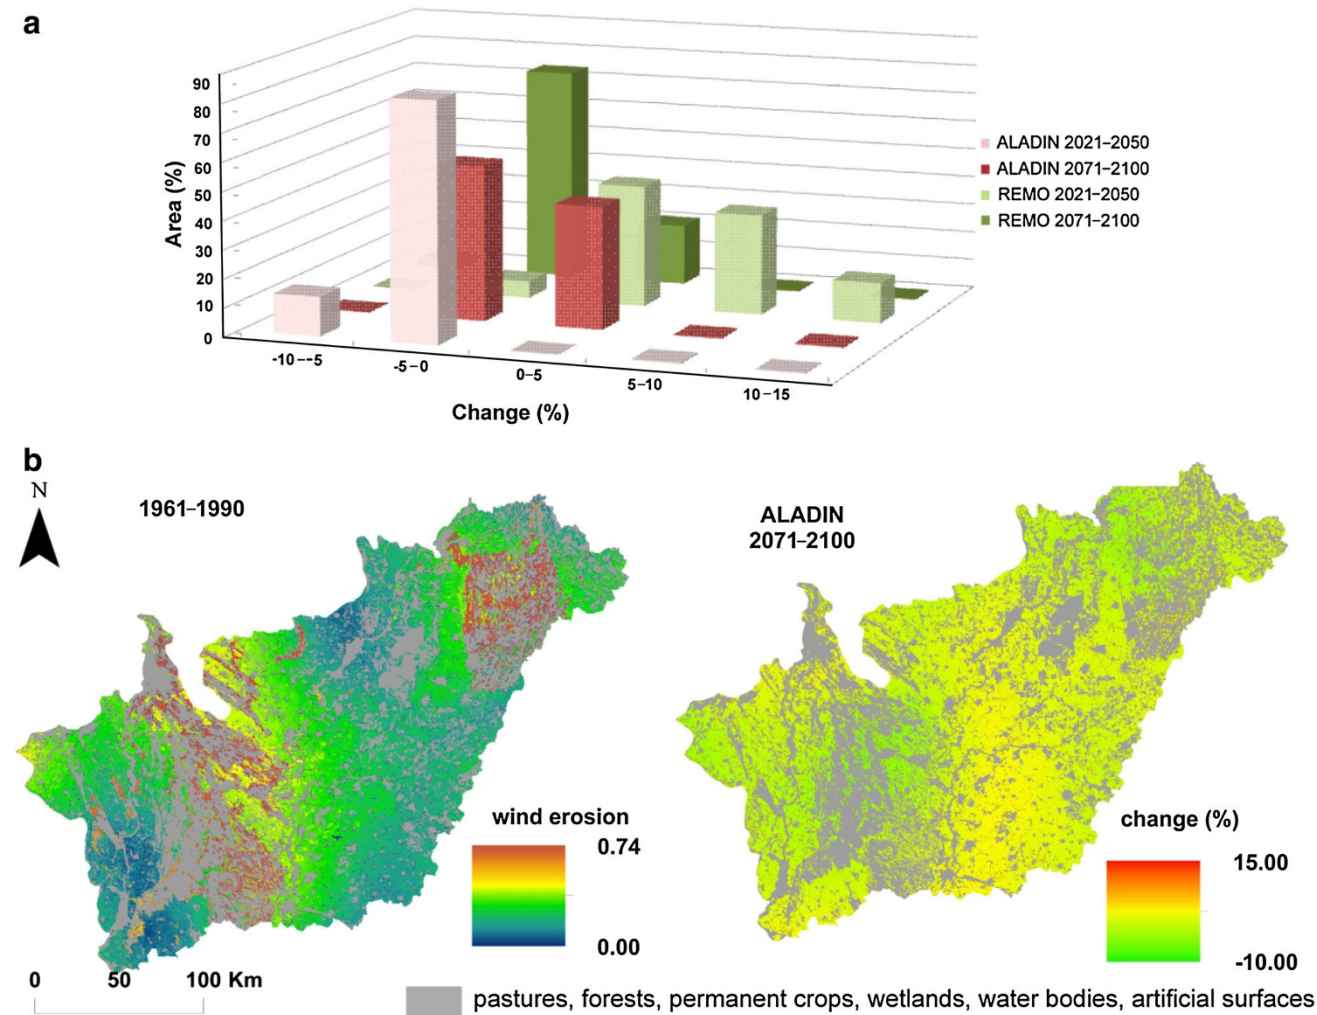 a
90
80
70
60
50
40
30
20
10
0
Area (%)
-10–-5
-5–0
0–5
5–10
10–15
Change (%)
ALADIN 2021–2050
ALADIN 2071–2100
REMO 2021–2050
REMO 2071–2100
b
N
1961–1990
ALADIN
2071–2100
wind erosion
0.74
0.00
change (%)
15.00
-10.00
0 50 100 Km
pastures, forests, permanent crops, wetlands, water bodies, artificial surfaces